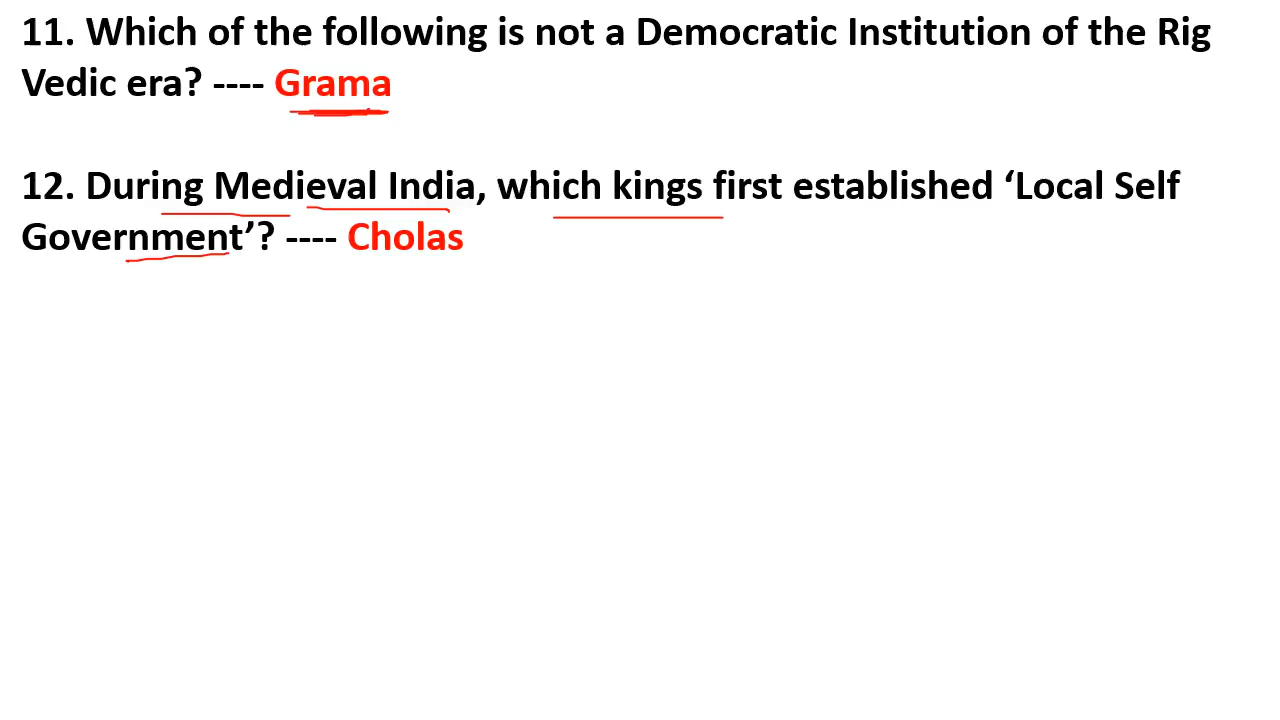 11. Which of the following is not a Democratic Institution of the Rig
Vedic era? ---- Grama
12. During Medieval India, which kings first established ‘Local Self
Government’? ---- Cholas